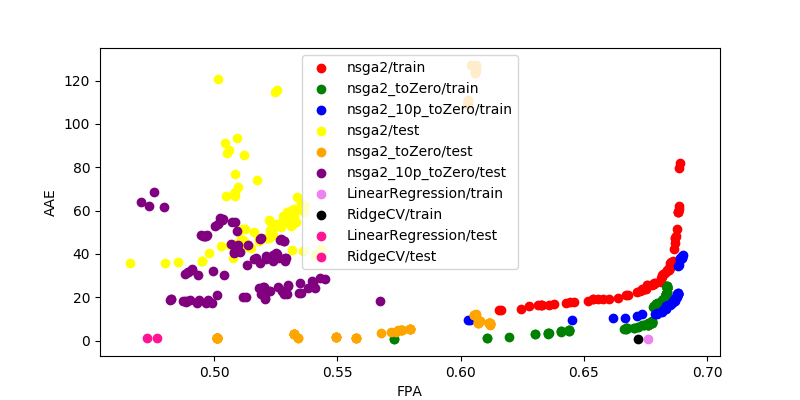 120
100
80
60
40
20
0
AAE
0.50
0.55
0.60
0.65
0.70
FPA
nsga2/train
nsga2_toZero/train
nsga2_10p_toZero/train
nsga2/test
nsga2_toZero/test
nsga2_10p_toZero/test
LinearRegression/train
RidgeCV/train
LinearRegression/test
RidgeCV/test